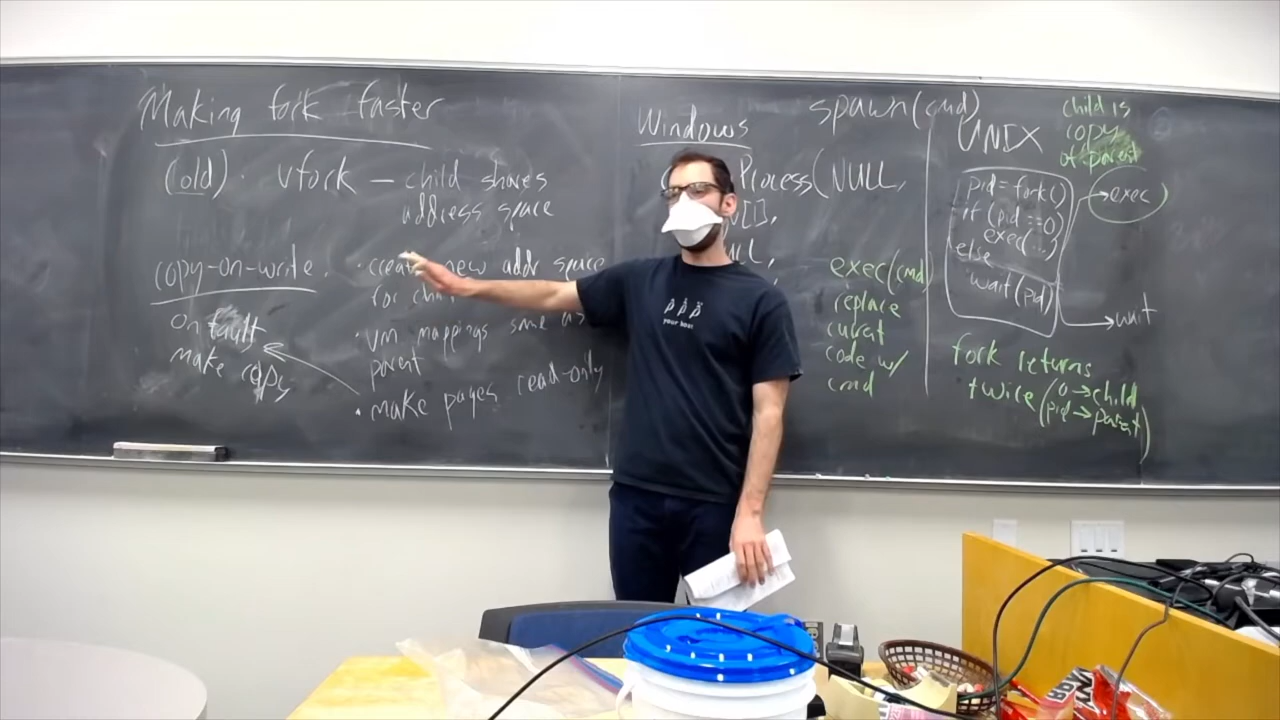 Making fork faster
(old) · vfork — child shares
address space
copy-on-write.
On fault
make copy
· create new addr space
for
· vm mappings same as
parent
· make pages read-only
Windows
Process(NULL,
[],
spawn(cmd)
exec(cmd)
replace
code w/
cmd
UNIX
child is
copy
of parent
pid = fork()
if (pid ==0)
exec(...)
else
wait(pid)
→exec
→wait
fork returns
twice (0→child
pid→parent)
your boat